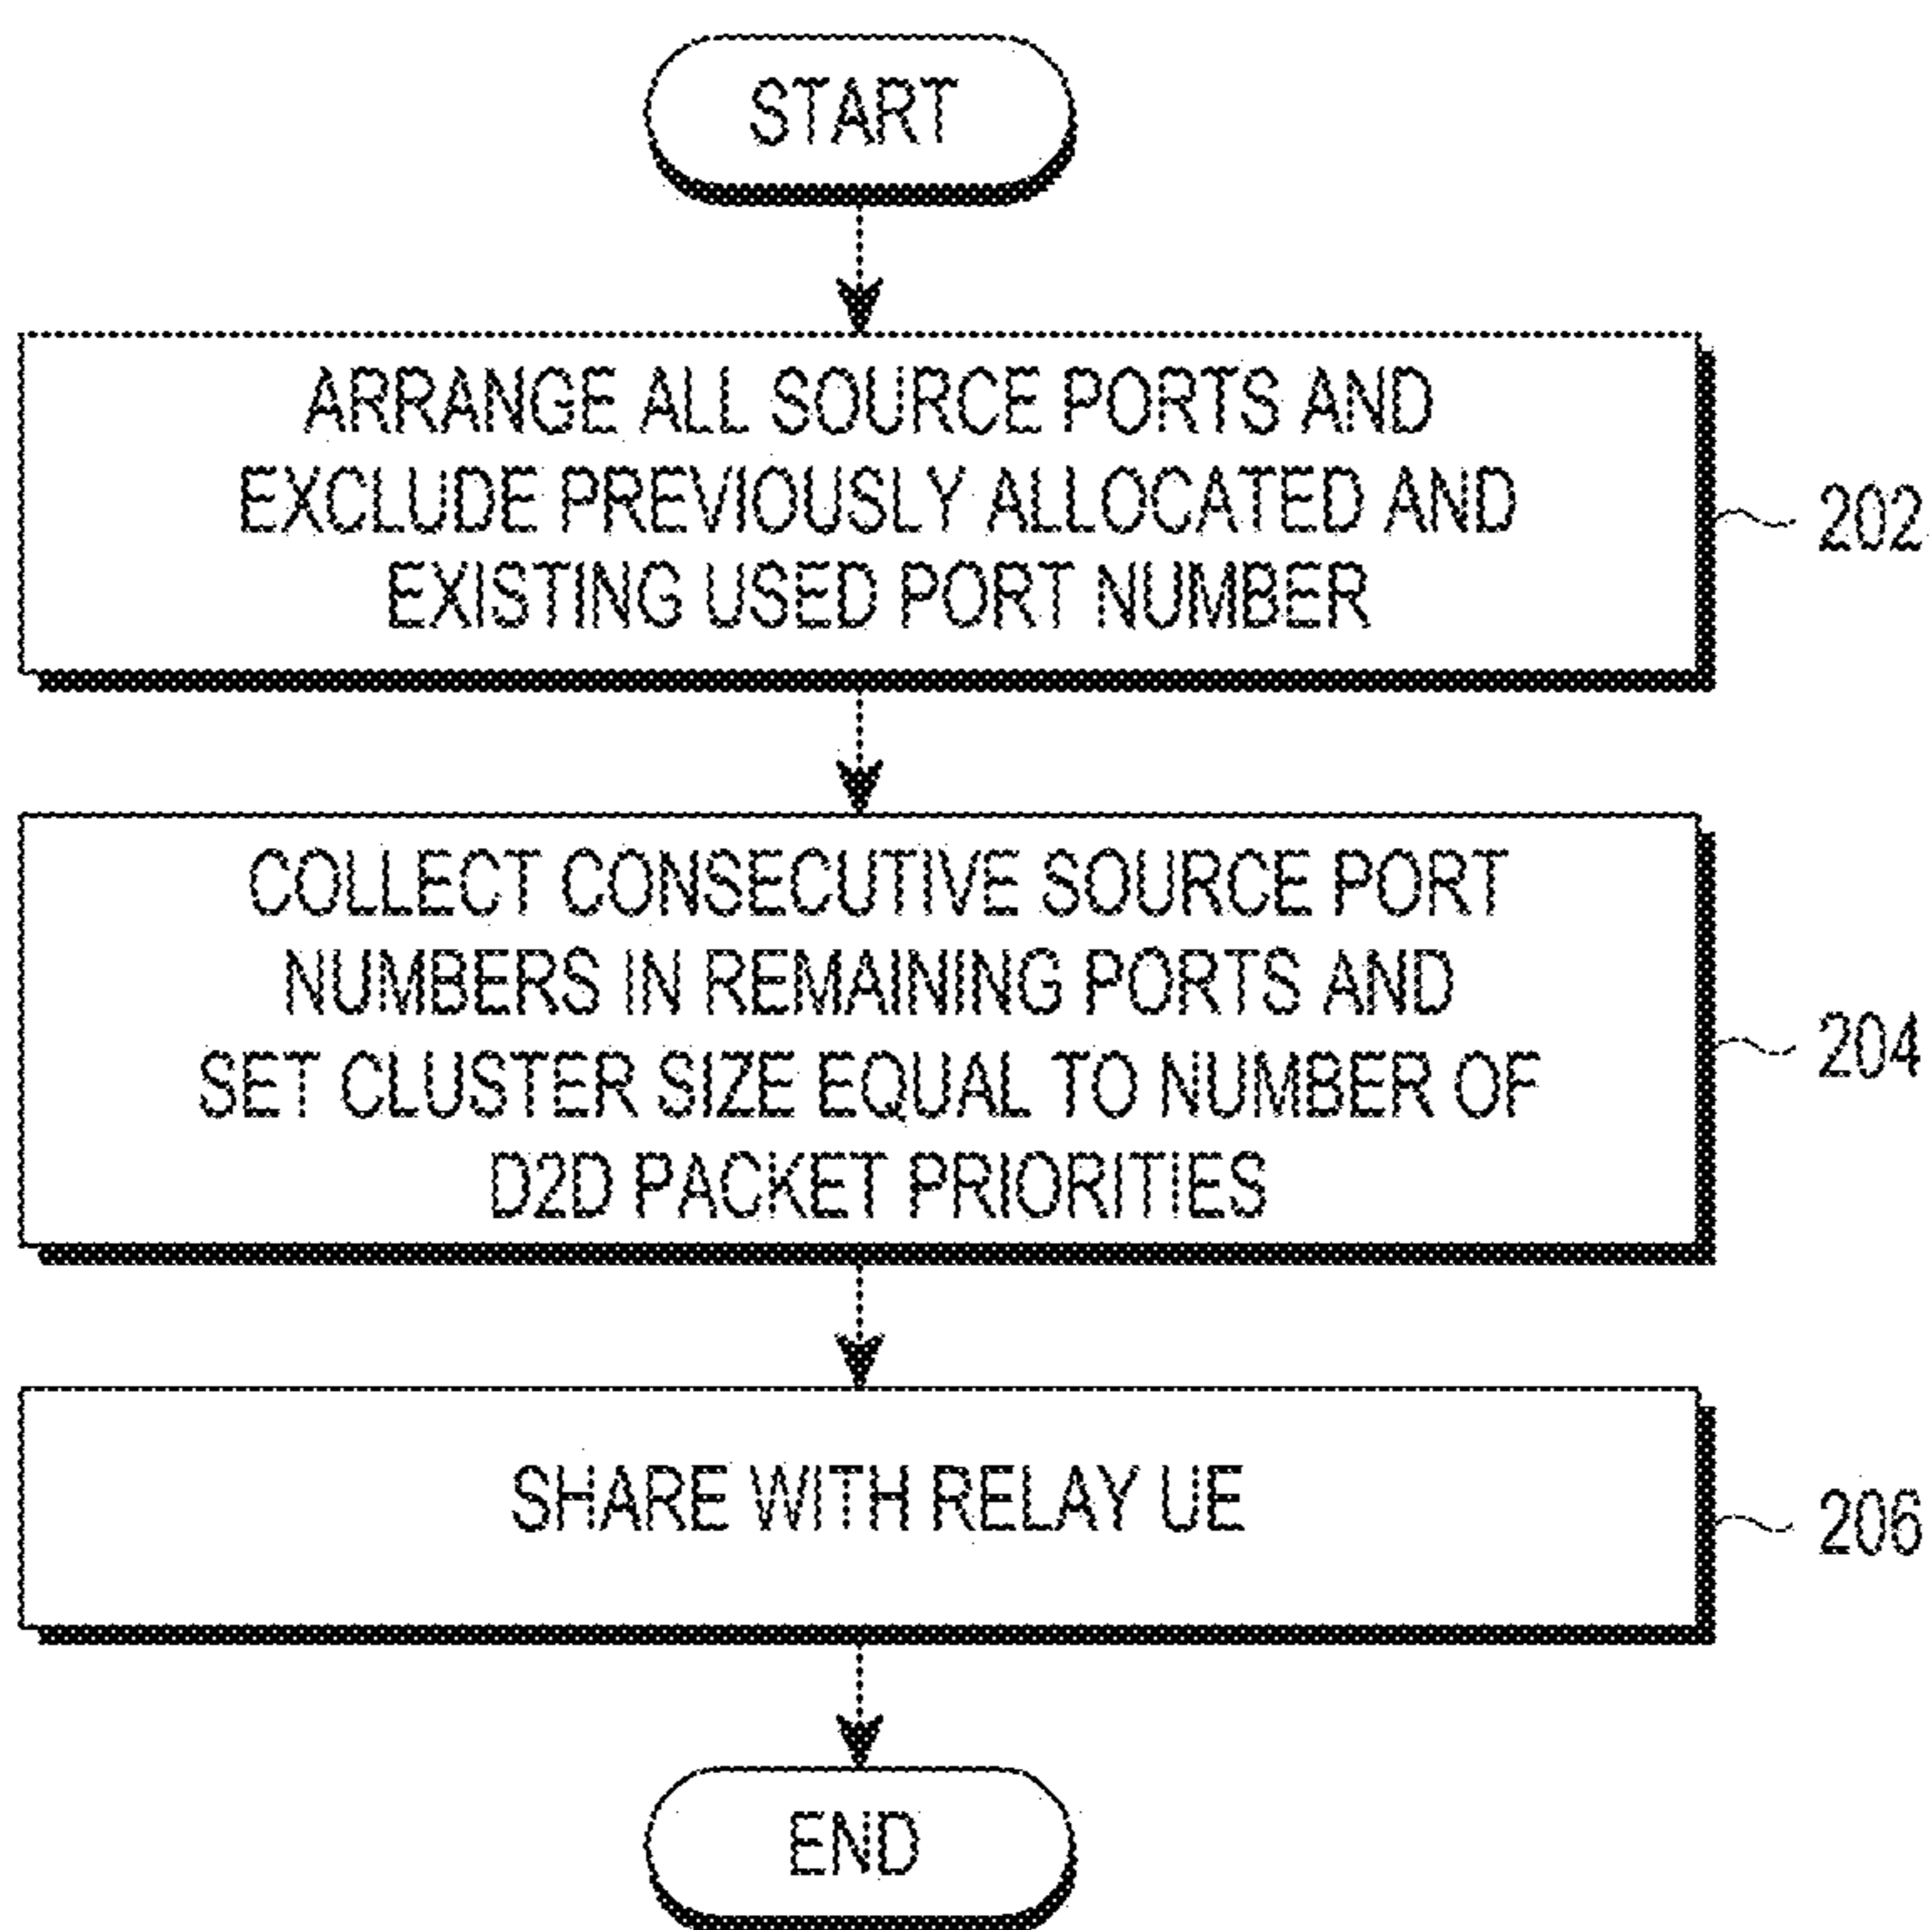 START
ARRANGE ALL SOURCE PORTS AND
EXCLUDE PREVIOUSLY ALLOCATED AND
EXISTING USED PORT NUMBER
202
COLLECT CONSECUTIVE SOURCE PORT
NUMBERS IN REMAINING PORTS AND
SET CLUSTER SIZE EQUAL TO NUMBER OF
D2D PACKET PRIORITIES
204
SHARE WITH RELAY UE
206
END